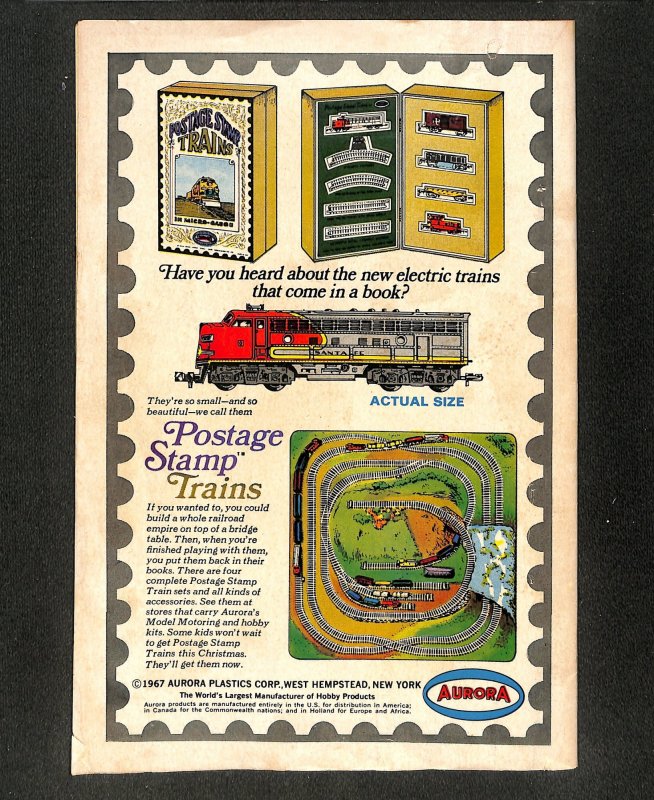 POSTAGE STAMP
TRAINS
IN MICRO-GAUGE
AURORA
Postage Stamp Trains
Have you heard about the new electric trains
that come in a book?
SANTA FE
They're so small—and so
beautiful—we call them
ACTUAL SIZE
Postage
Stamp™
Trains
If you wanted to, you could
build a whole railroad
empire on top of a bridge
table. Then, when you're
finished playing with them,
you put them back in their
books. There are four
complete Postage Stamp
Train sets and all kinds of
accessories. See them at
stores that carry Aurora's
Model Motoring and hobby
kits. Some kids won't wait
to get Postage Stamp
Trains this Christmas.
They'll get them now.
©1967 AURORA PLASTICS CORP., WEST HEMPSTEAD, NEW YORK
The World's Largest Manufacturer of Hobby Products
Aurora products are manufactured entirely in the U.S. for distribution in America;
in Canada for the Commonwealth nations; and in Holland for Europe and Africa.
AURORA